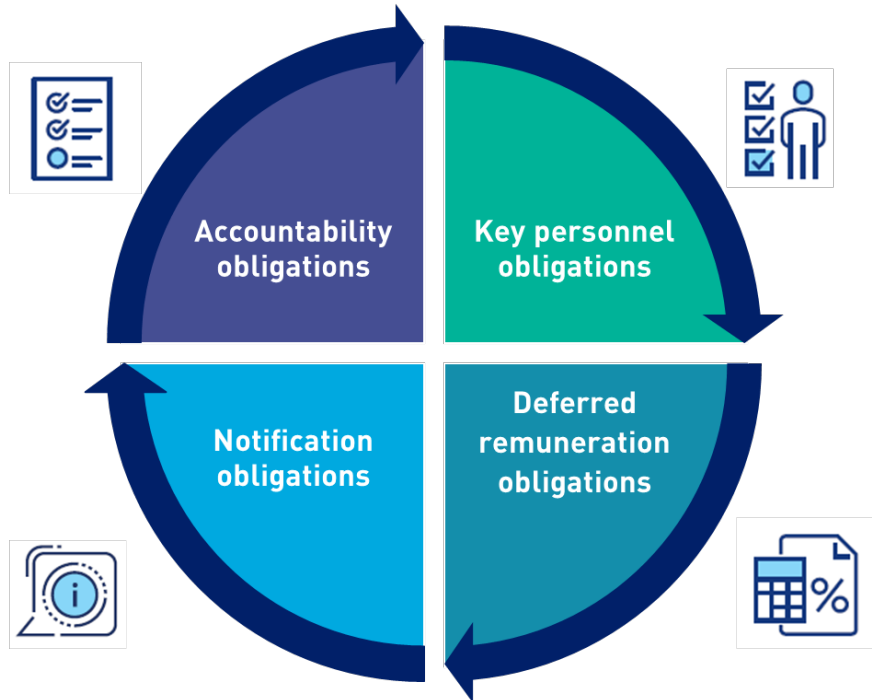 Accountability
obligations
Key personnel
obligations
Notification
obligations
Deferred
remuneration
obligations
i
%